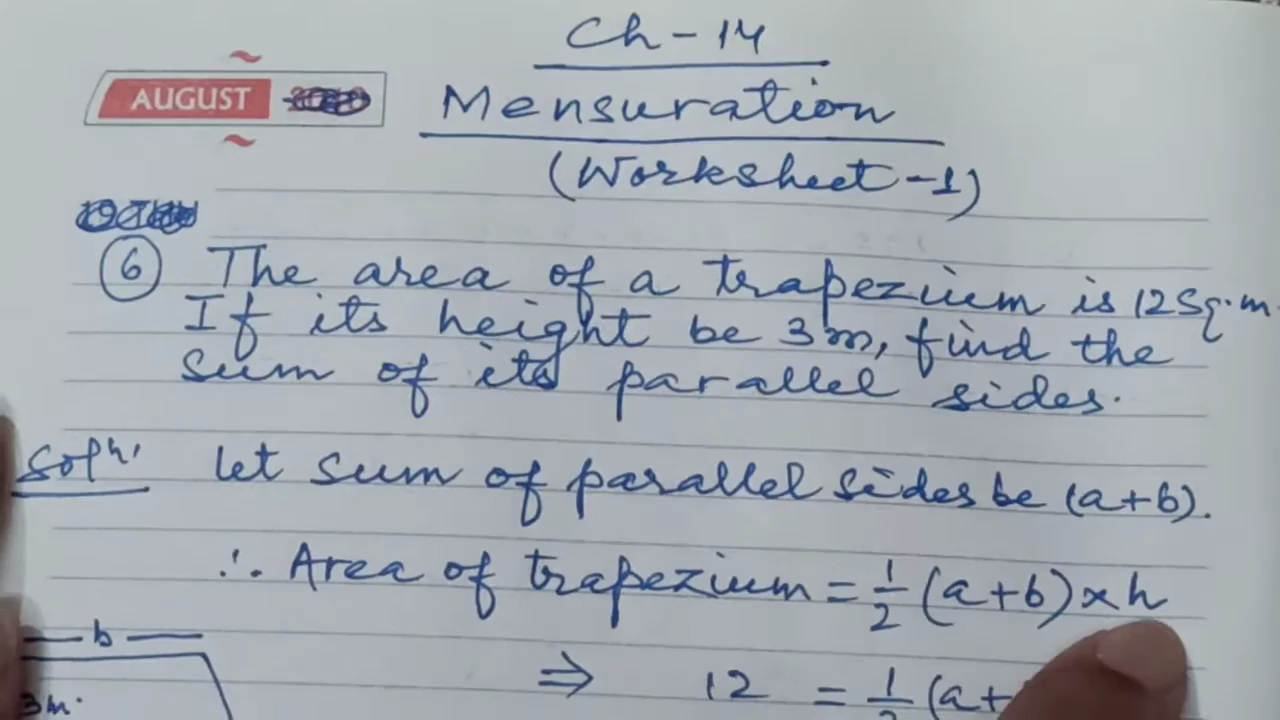 Ch-14
AUGUST
Mensuration
(Worksheet-1)
6 The area of a trapezium is 12 Sq.m
If its height be 3m, find the
sum of its parallel sides.
Soln. Let sum of parallel sides be (a+b).
∴ Area of trapezium = 1/2 (a+b) × h
b
⇒ 12 = 1/2 (a+
3m.